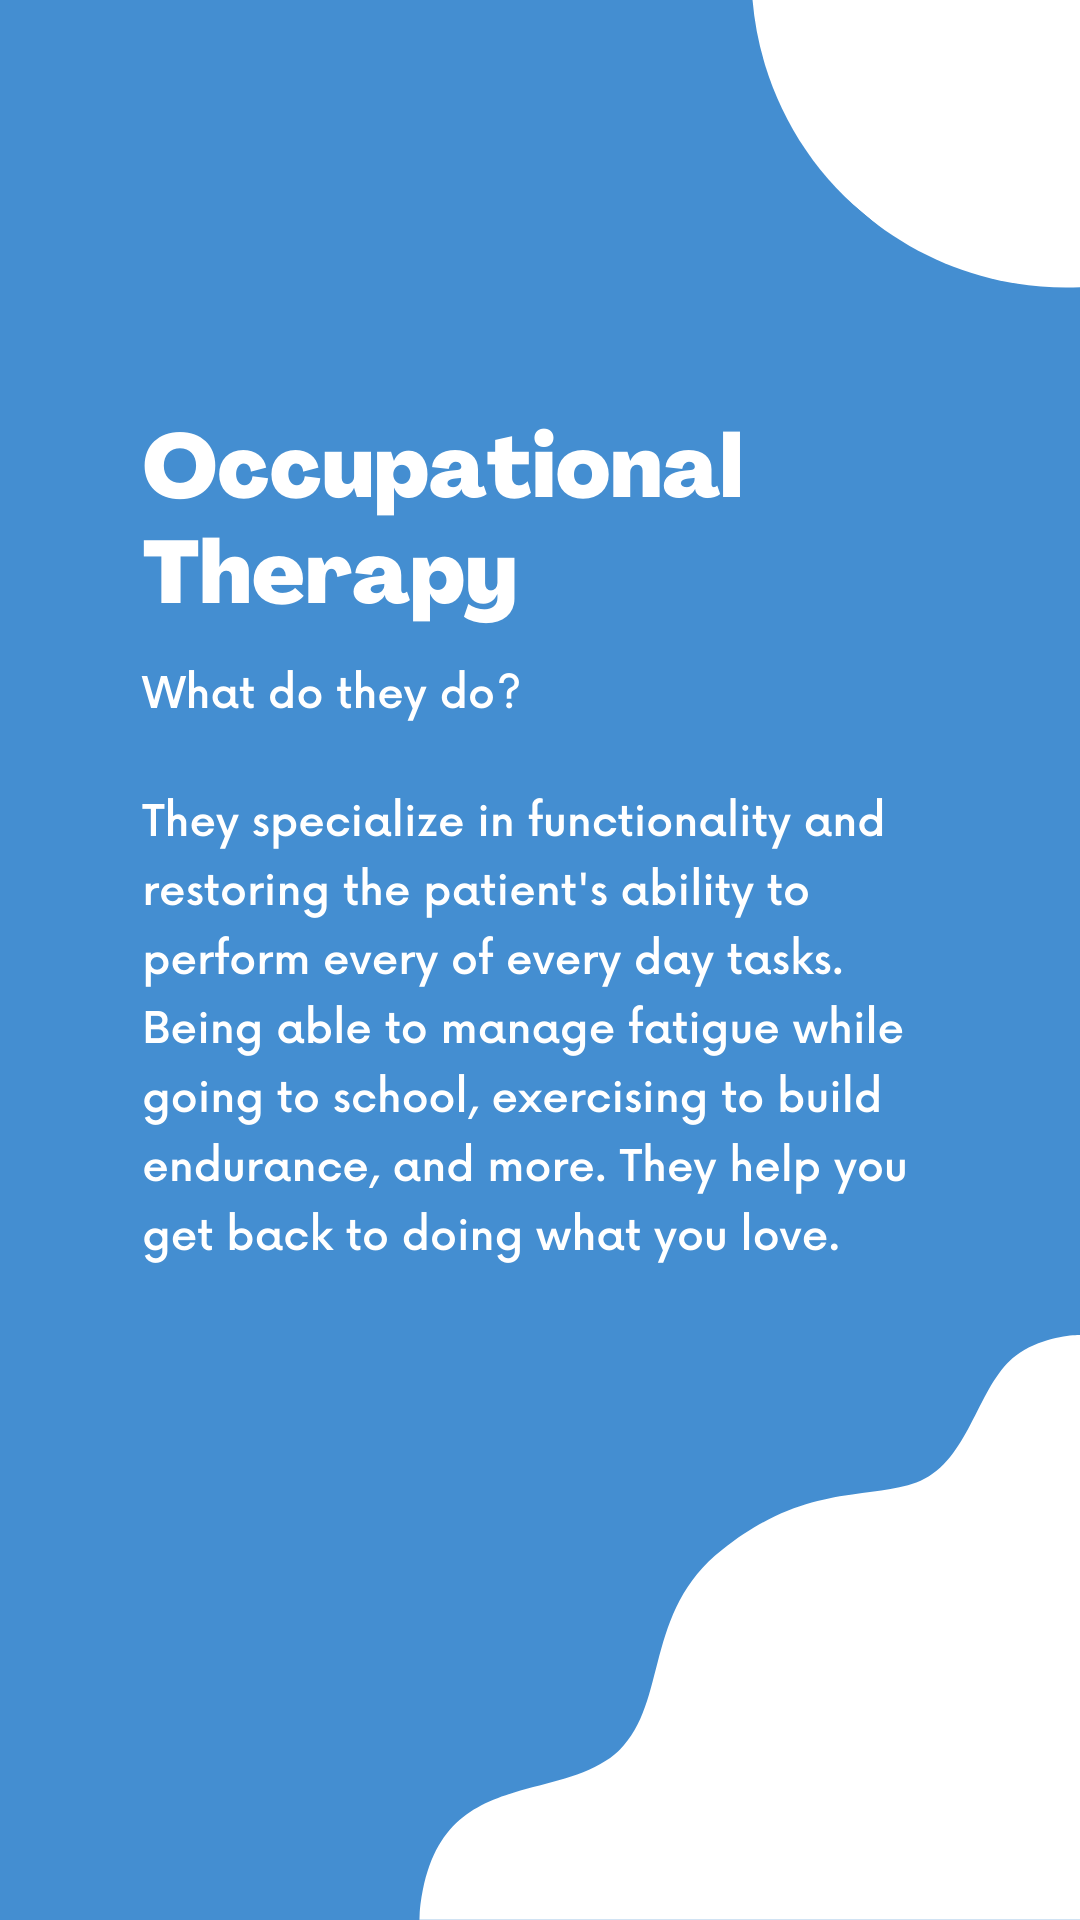 Occupational
Therapy
What do they do?
They specialize in functionality and
restoring the patient's ability to
perform every of every day tasks.
Being able to manage fatigue while
going to school, exercising to build
endurance, and more. They help you
get back to doing what you love.